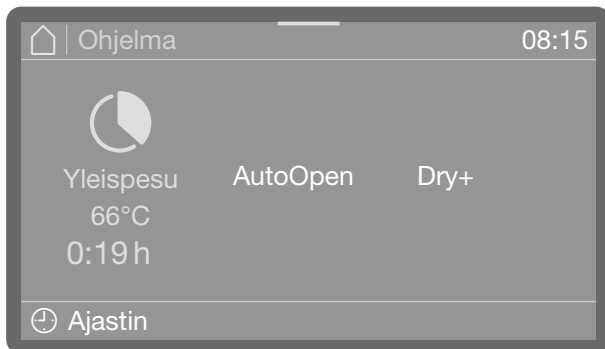 Ohjelma 08:15
Yleispesu
66°C
0:19 h
AutoOpen
Dry+
Ajastin